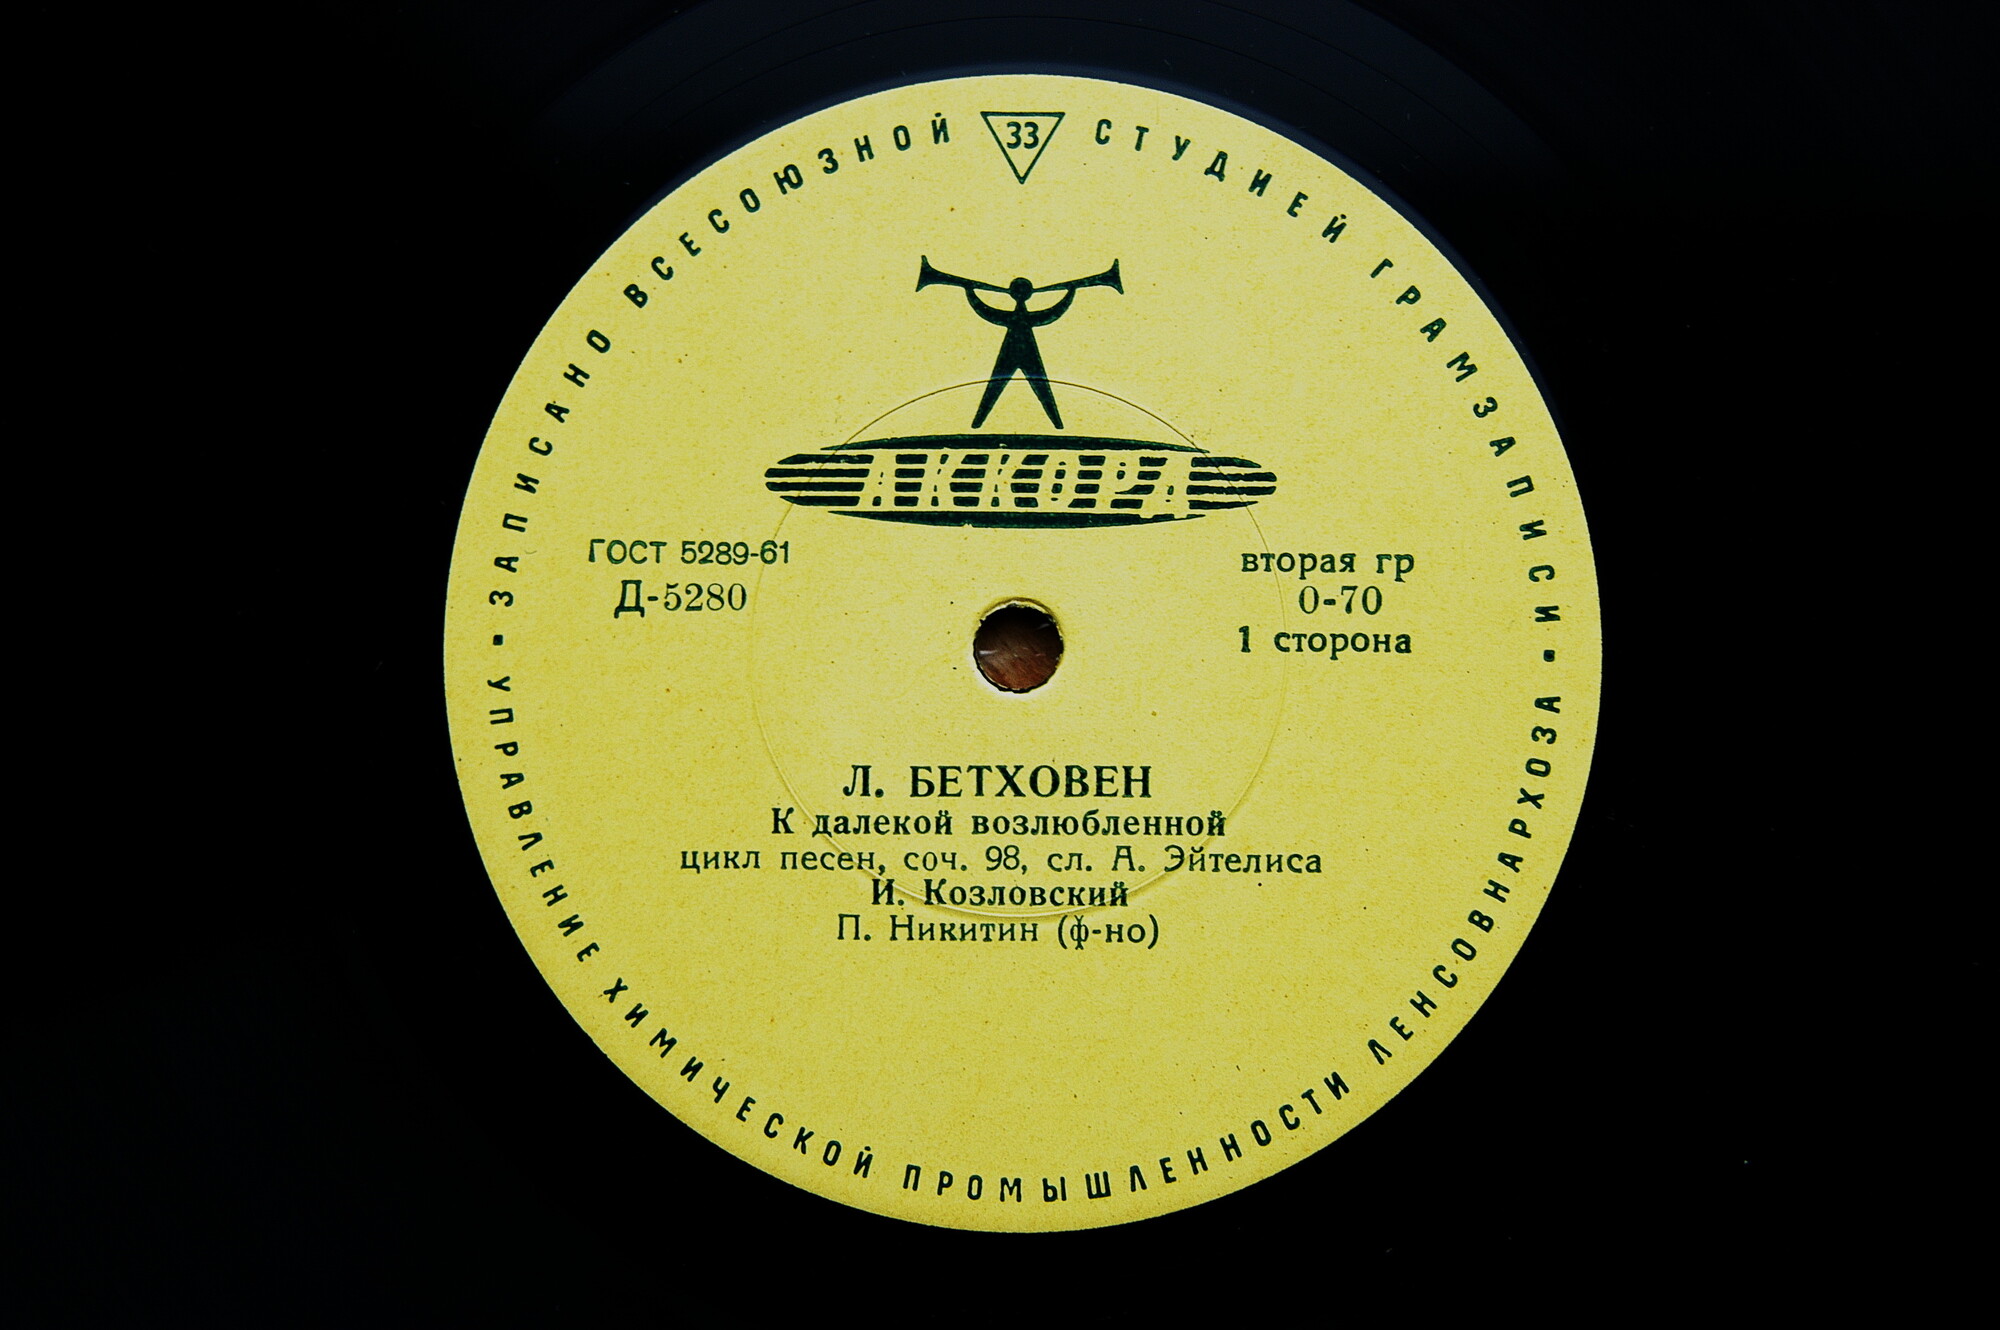 ЗАПИСАНО ВСЕСОЮЗНОЙ 33 СТУДИЕЙ ГРАМЗАПИСИ
АККОРД
ГОСТ 5289-61
Д-5280
вторая гр
0-70
1 сторона
Л. БЕТХОВЕН
К далекой возлюбленной
цикл песен, соч. 98, сл. А. Эйтелиса
И. Козловский
П. Никитин (ф-но)
УПРАВЛЕНИЕ ХИМИЧЕСКОЙ ПРОМЫШЛЕННОСТИ ЛЕНСОВНАРХОЗА